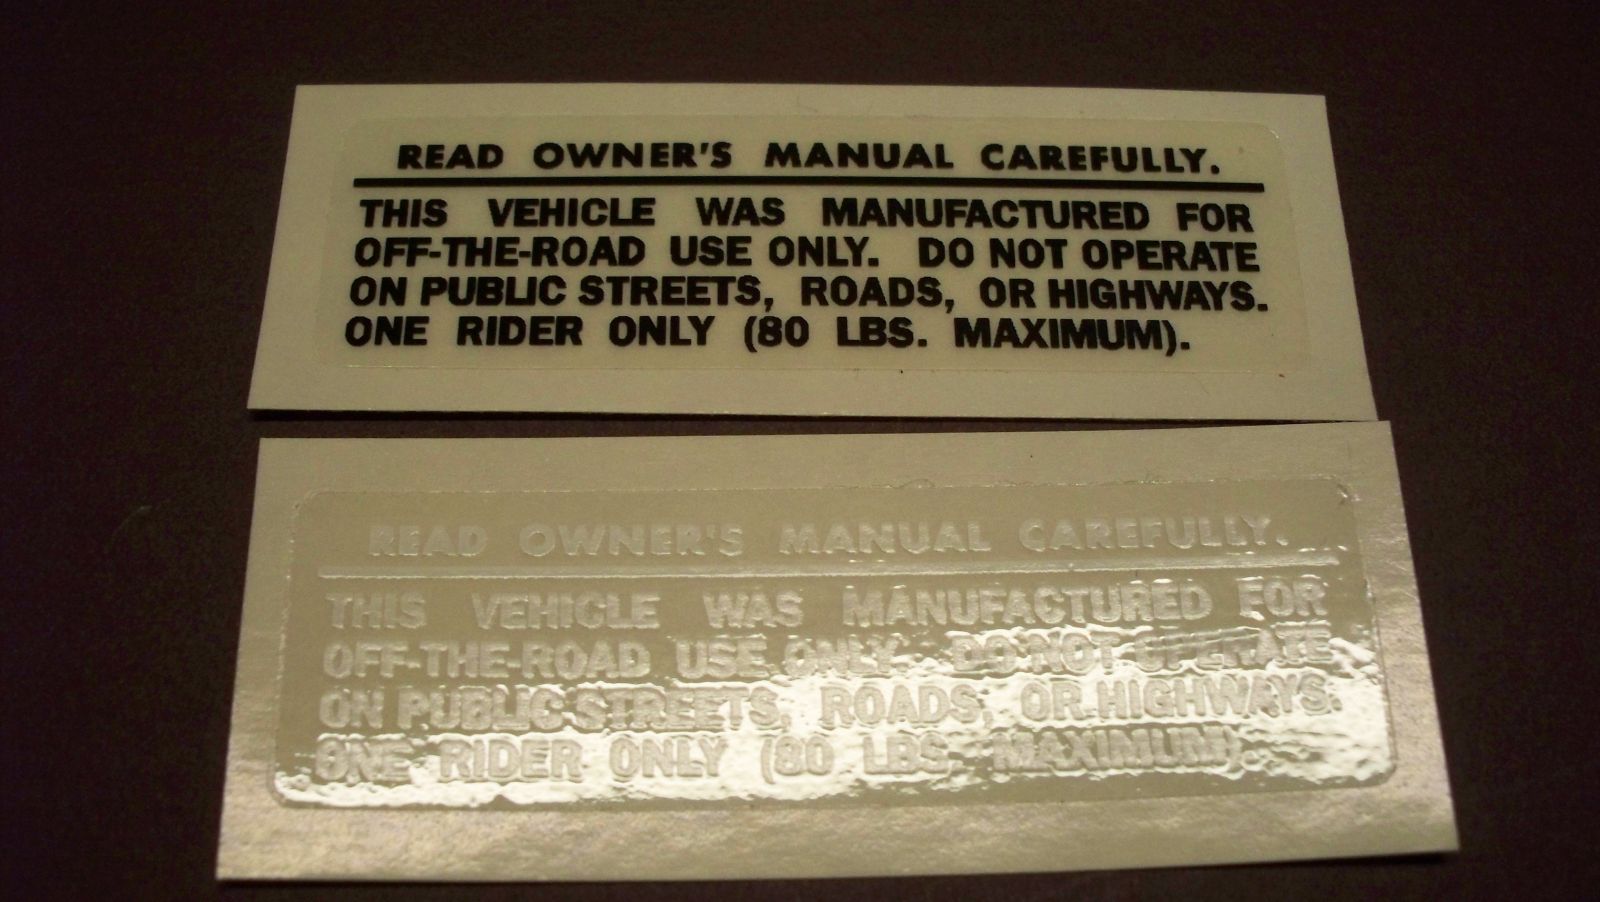 READ OWNER'S MANUAL CAREFULLY.
THIS VEHICLE WAS MANUFACTURED FOR
OFF-THE-ROAD USE ONLY. DO NOT OPERATE
ON PUBLIC STREETS, ROADS, OR HIGHWAYS.
ONE RIDER ONLY (80 LBS. MAXIMUM).
READ OWNER'S MANUAL CAREFULLY.
THIS VEHICLE WAS MANUFACTURED FOR
OFF-THE-ROAD USE ONLY. DO NOT OPERATE
ON PUBLIC STREETS, ROADS, OR HIGHWAYS.
ONE RIDER ONLY (80 LBS. MAXIMUM).